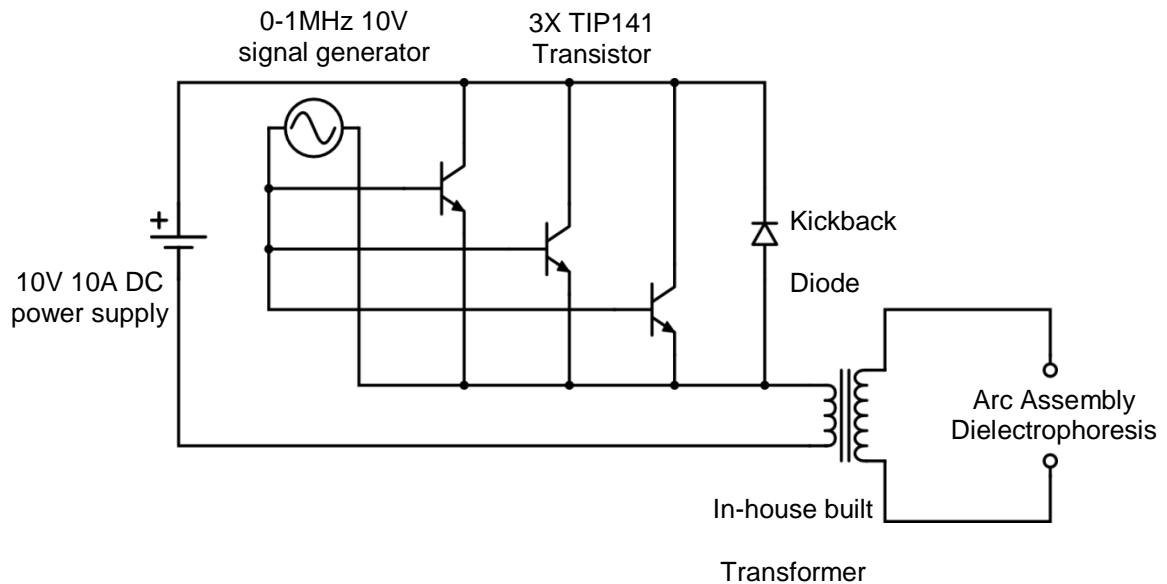 0-1MHz 10V
signal generator
3X TIP141
Transistor
+
10V 10A DC
power supply
Kickback
Diode
Arc Assembly
Dielectrophoresis
In-house built
Transformer